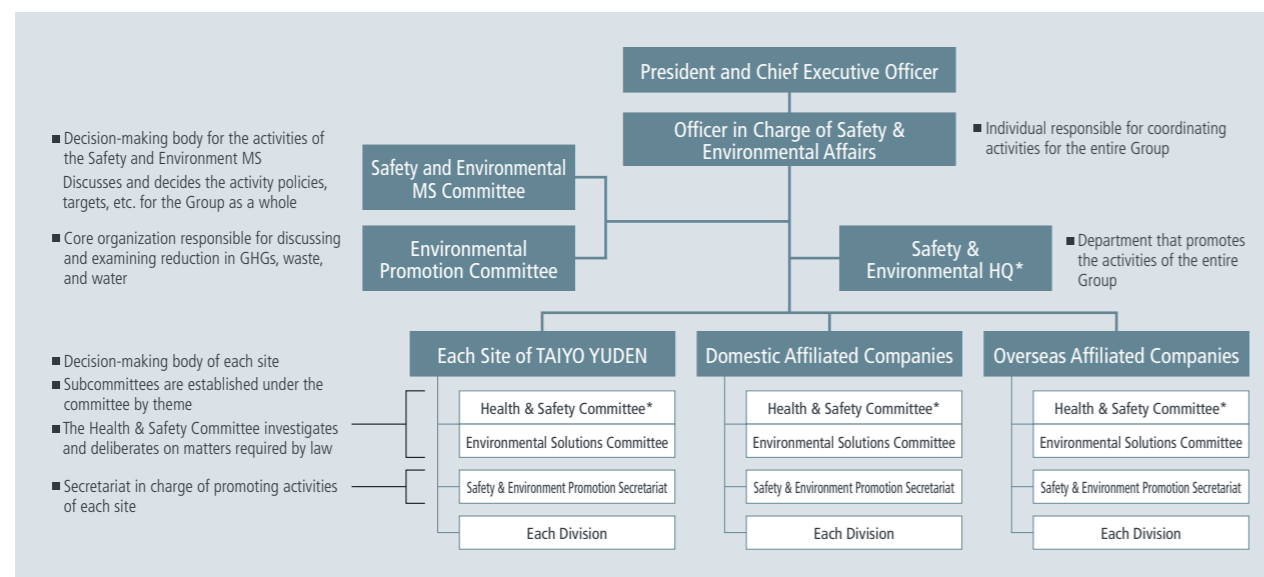 President and Chief Executive Officer
Officer in Charge of Safety &
Environmental Affairs
■ Individual responsible for coordinating
activities for the entire Group
■ Decision-making body for the activities of
the Safety and Environment MS
Discusses and decides the activity policies,
targets, etc. for the Group as a whole
Safety and Environmental
MS Committee
■ Core organization responsible for discussing
and examining reduction in GHGs, waste,
and water
Environmental
Promotion Committee
Safety &
Environmental HQ*
■ Department that promotes
the activities of the entire
Group
■ Decision-making body of each site
■ Subcommittees are established under the
committee by theme
■ The Health & Safety Committee investigates
and deliberates on matters required by law
■ Secretariat in charge of promoting activities
of each site
Each Site of TAIYO YUDEN
Health & Safety Committee*
Environmental Solutions Committee
Safety & Environment Promotion Secretariat
Each Division
Domestic Affiliated Companies
Health & Safety Committee*
Environmental Solutions Committee
Safety & Environment Promotion Secretariat
Each Division
Overseas Affiliated Companies
Health & Safety Committee*
Environmental Solutions Committee
Safety & Environment Promotion Secretariat
Each Division